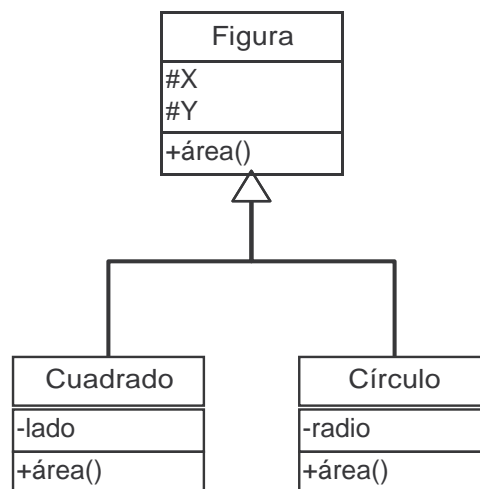 Figura
#X
#Y
+área()
Cuadrado
-lado
+área()
Círculo
-radio
+área()